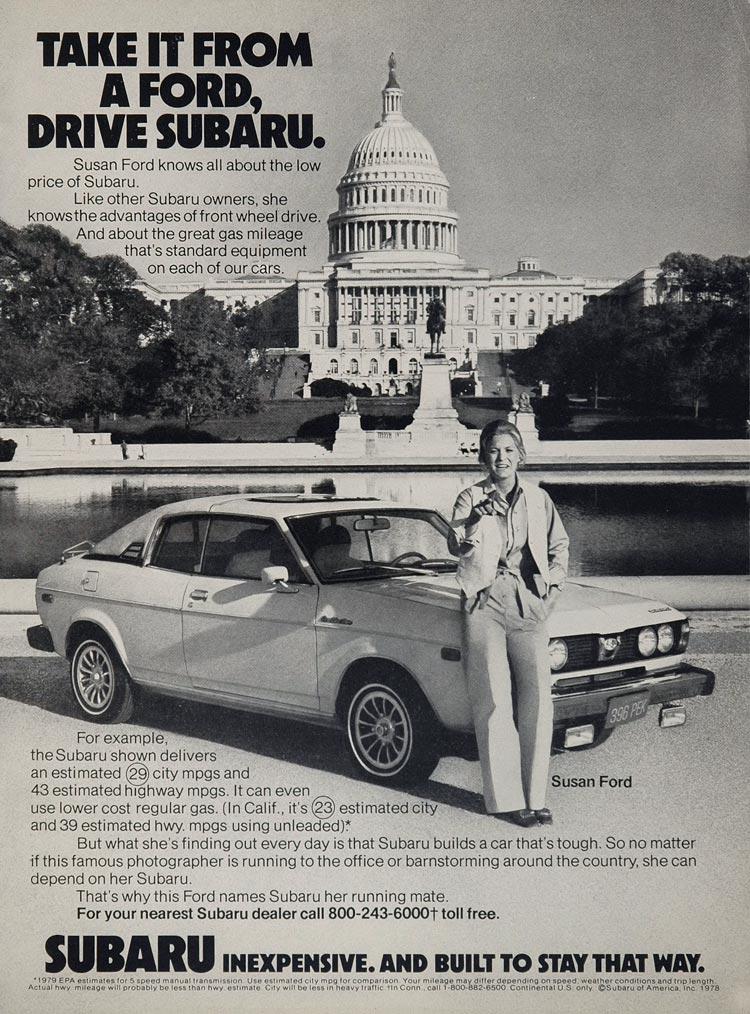 TAKE IT FROM
A FORD,
DRIVE SUBARU.
Susan Ford knows all about the low
price of Subaru.
Like other Subaru owners, she
knows the advantages of front wheel drive.
And about the great gas mileage
that's standard equipment
on each of our cars.
396 PEK
Susan Ford
For example,
the Subaru shown delivers
an estimated 29 city mpgs and
43 estimated highway mpgs. It can even
use lower cost regular gas. (In Calif., it's 23 estimated city
and 39 estimated hwy. mpgs using unleaded).*
But what she's finding out every day is that Subaru builds a car that's tough. So no matter
if this famous photographer is running to the office or barnstorming around the country, she can
depend on her Subaru.
That's why this Ford names Subaru her running mate.
For your nearest Subaru dealer call 800-243-6000† toll free.
SUBARU INEXPENSIVE. AND BUILT TO STAY THAT WAY.
*1979 EPA estimates for 5 speed manual transmission. Use estimated city mpg for comparison. Your mileage may differ depending on speed, weather conditions and trip length.
Actual hwy. mileage will probably be less than hwy. estimate. City will be less in heavy traffic. †In Conn., call 1-800-882-6500. Continental U.S. only. ©Subaru of America, Inc. 1978